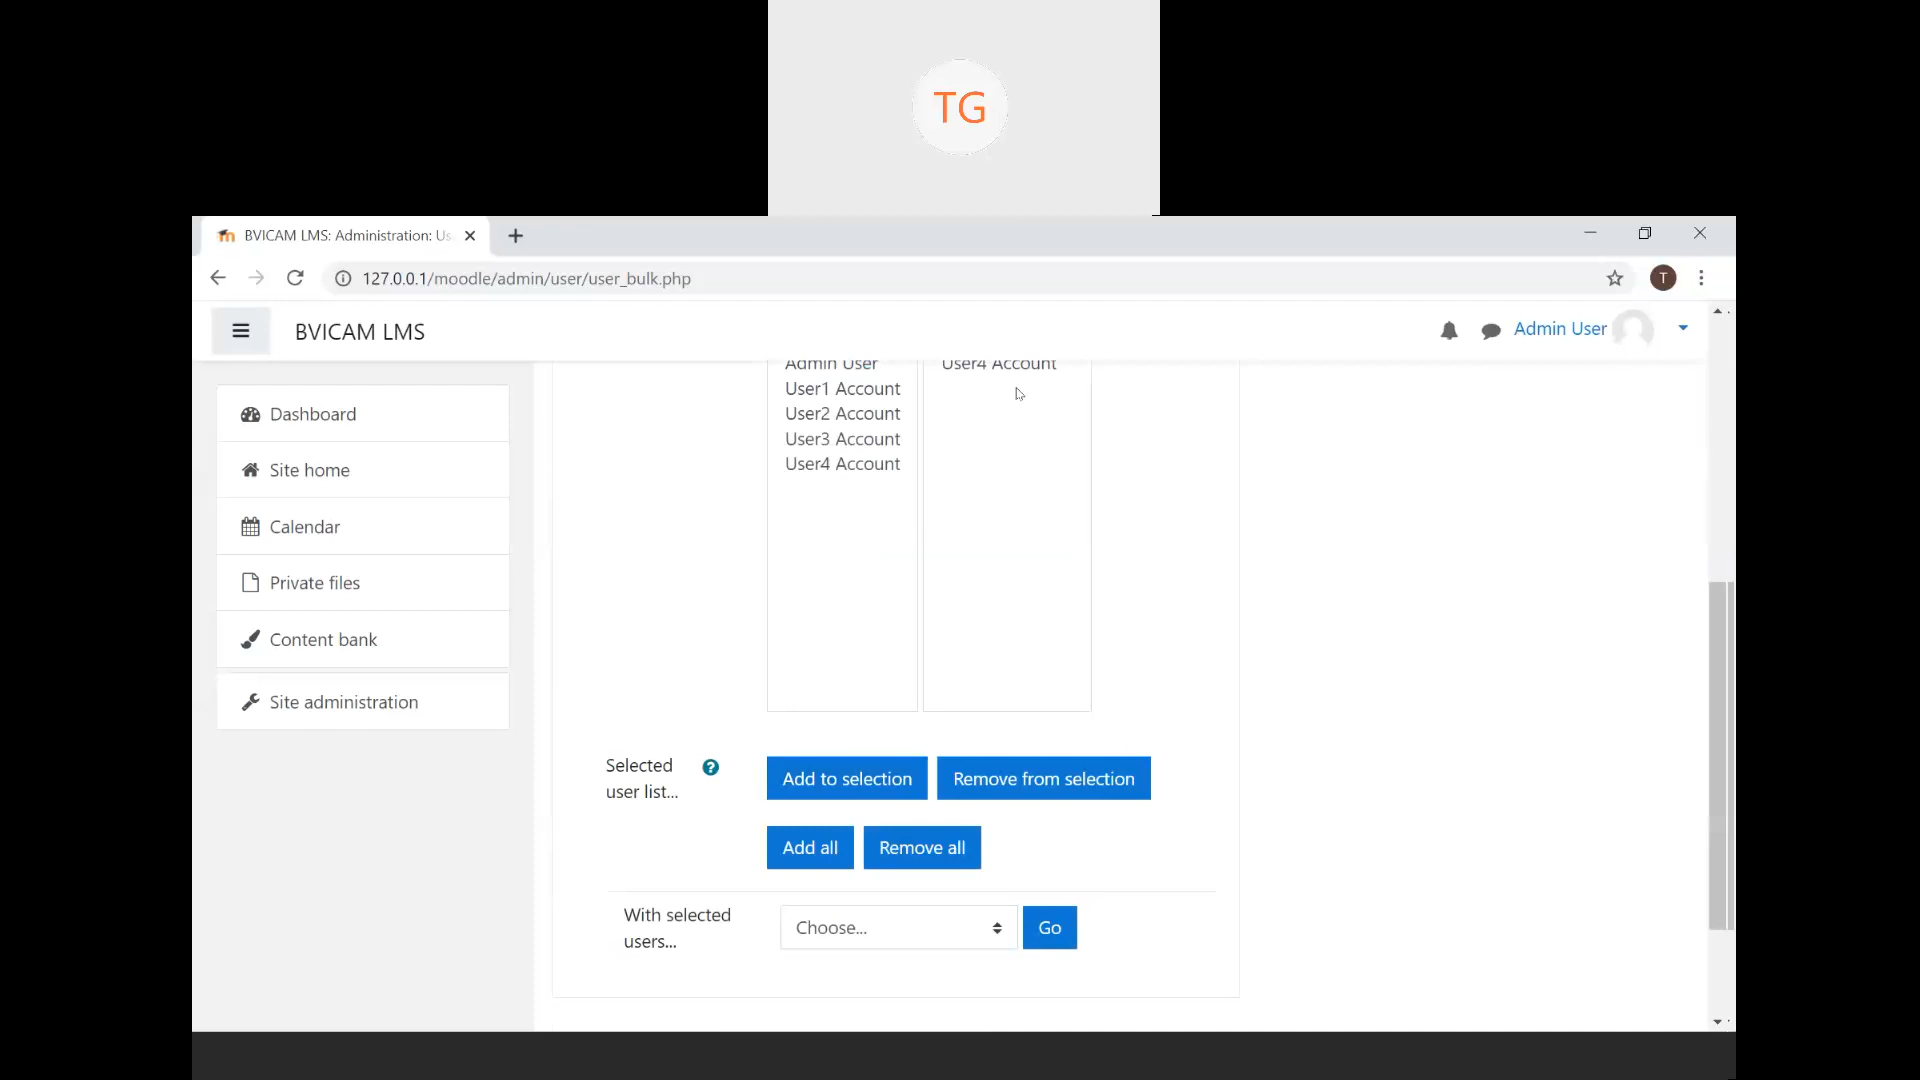 TG
BVICAM LMS: Administration: Us
127.0.0.1/moodle/admin/user/user_bulk.php
T
BVICAM LMS
Admin User
Dashboard
Site home
Calendar
Private files
Content bank
Site administration
Admin User
User1 Account
User2 Account
User3 Account
User4 Account
User4 Account
Selected
user list...
?
Add to selection
Remove from selection
Add all
Remove all
With selected
users...
Choose...
Go